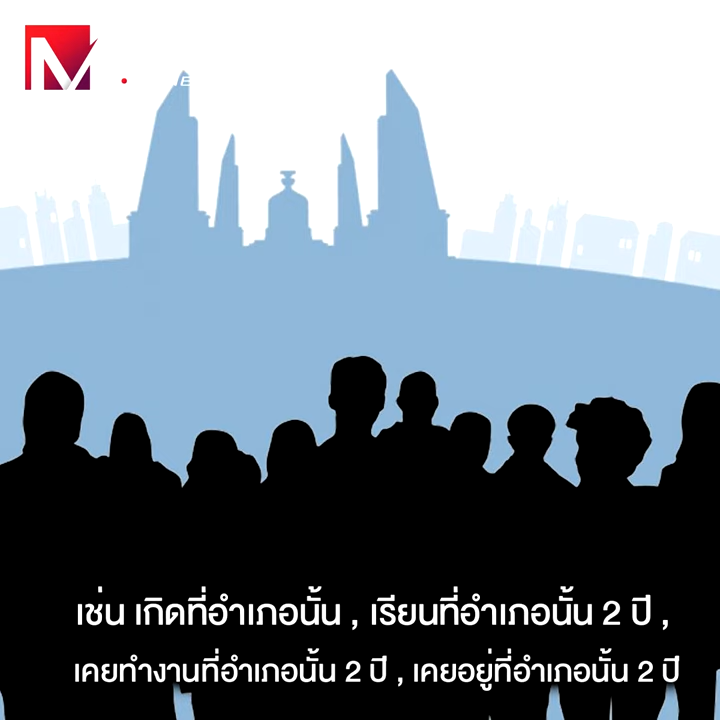 เช่น เกิดที่อำเภอนั้น , เรียนที่อำเภอนั้น 2 ปี ,
เคยทำงานที่อำเภอนั้น 2 ปี , เคยอยู่ที่อำเภอนั้น 2 ปี